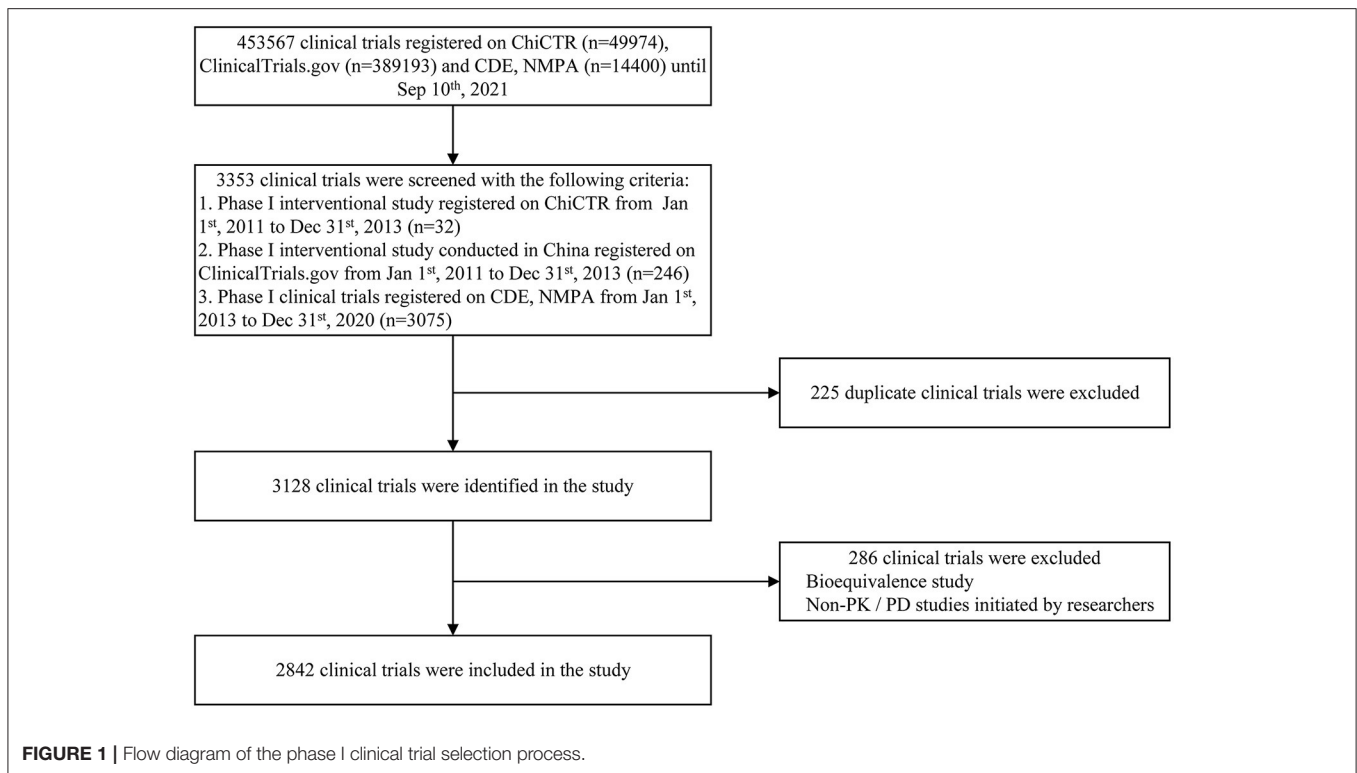 453567 clinical trials registered on ChiCTR (n=49974),
ClinicalTrials.gov (n=389193) and CDE, NMPA (n=14400) until
Sep 10th, 2021
3353 clinical trials were screened with the following criteria:
1. Phase I interventional study registered on ChiCTR from Jan
1st, 2011 to Dec 31st, 2013 (n=32)
2. Phase I interventional study conducted in China registered on
ClinicalTrials.gov from Jan 1st, 2011 to Dec 31st, 2013 (n=246)
3. Phase I clinical trials registered on CDE, NMPA from Jan 1st,
2013 to Dec 31st, 2020 (n=3075)
225 duplicate clinical trials were excluded
3128 clinical trials were identified in the study
286 clinical trials were excluded
Bioequivalence study
Non-PK / PD studies initiated by researchers
2842 clinical trials were included in the study
FIGURE 1 | Flow diagram of the phase I clinical trial selection process.